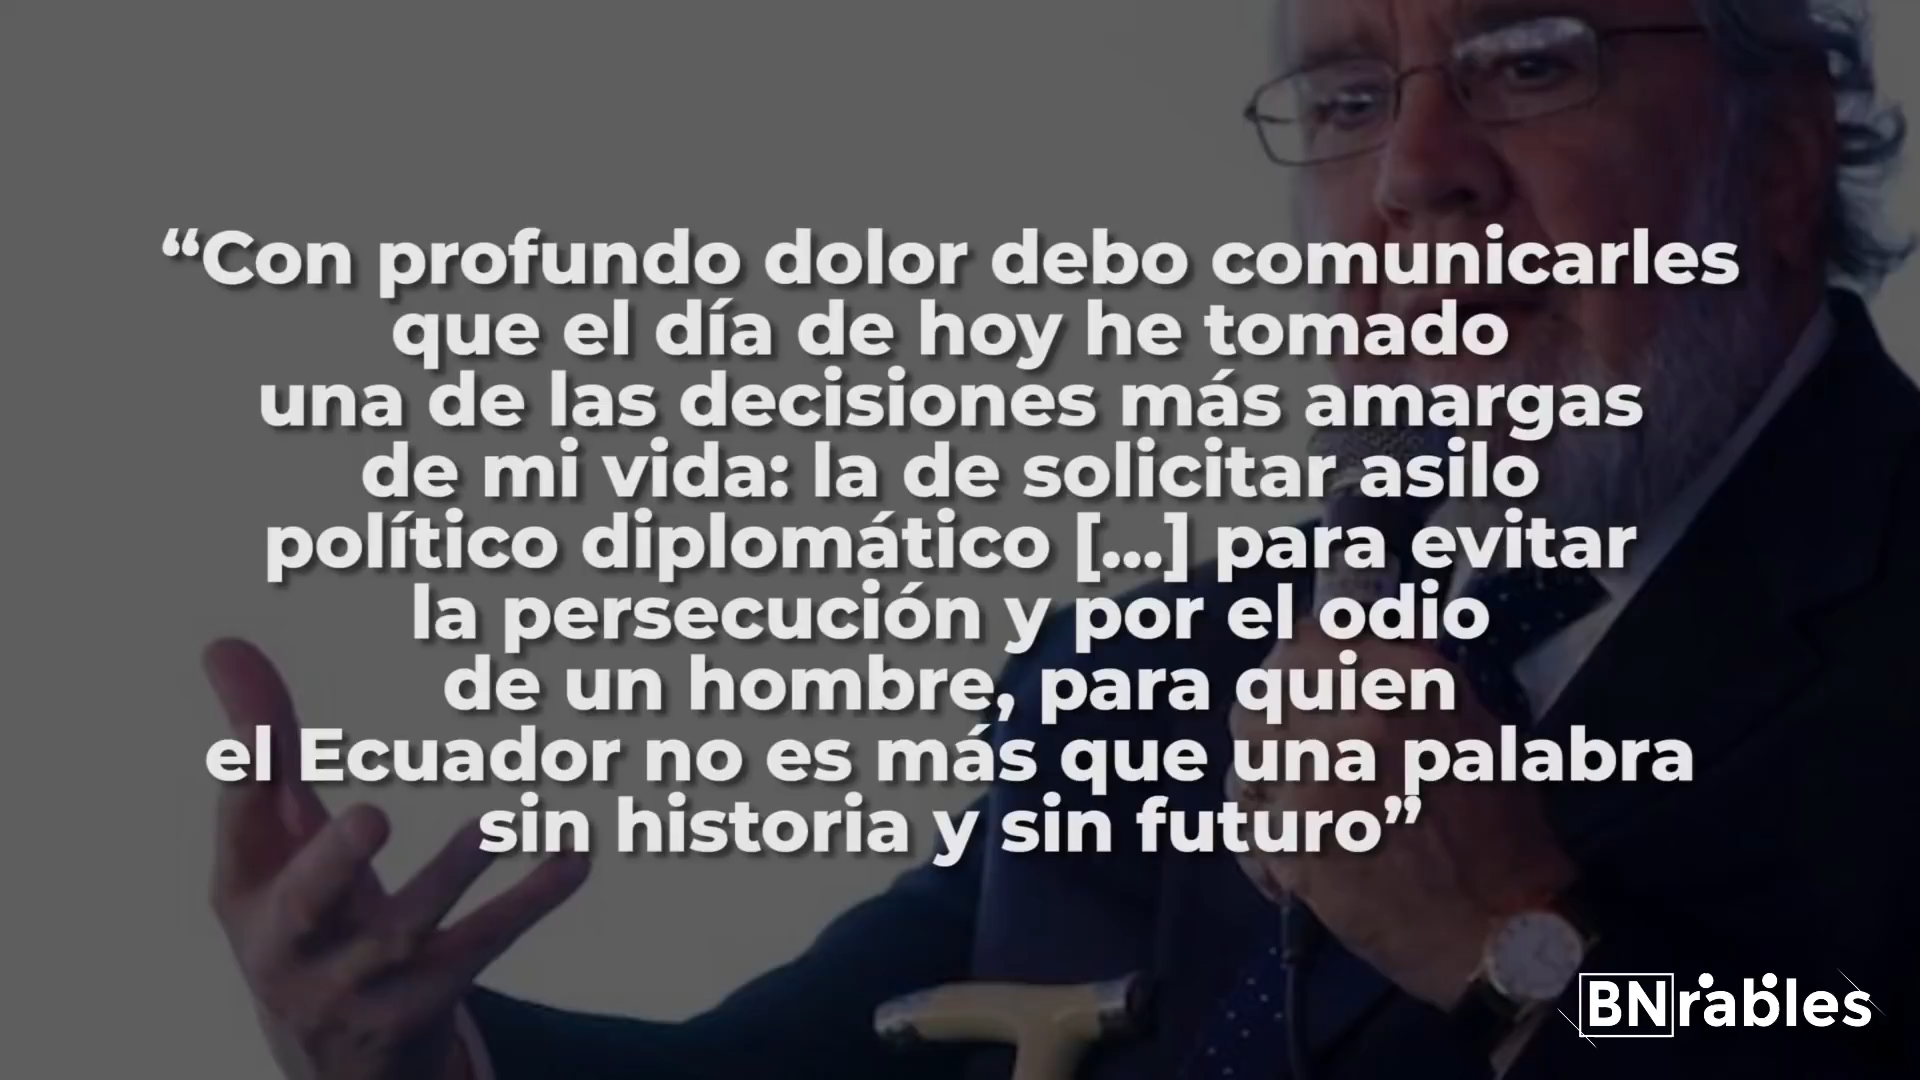 “Con profundo dolor debo comunicarles
que el día de hoy he tomado
una de las decisiones más amargas
de mi vida: la de solicitar asilo
político diplomático [...] para evitar
la persecución y por el odio
de un hombre, para quien
el Ecuador no es más que una palabra
sin historia y sin futuro”
BNrables